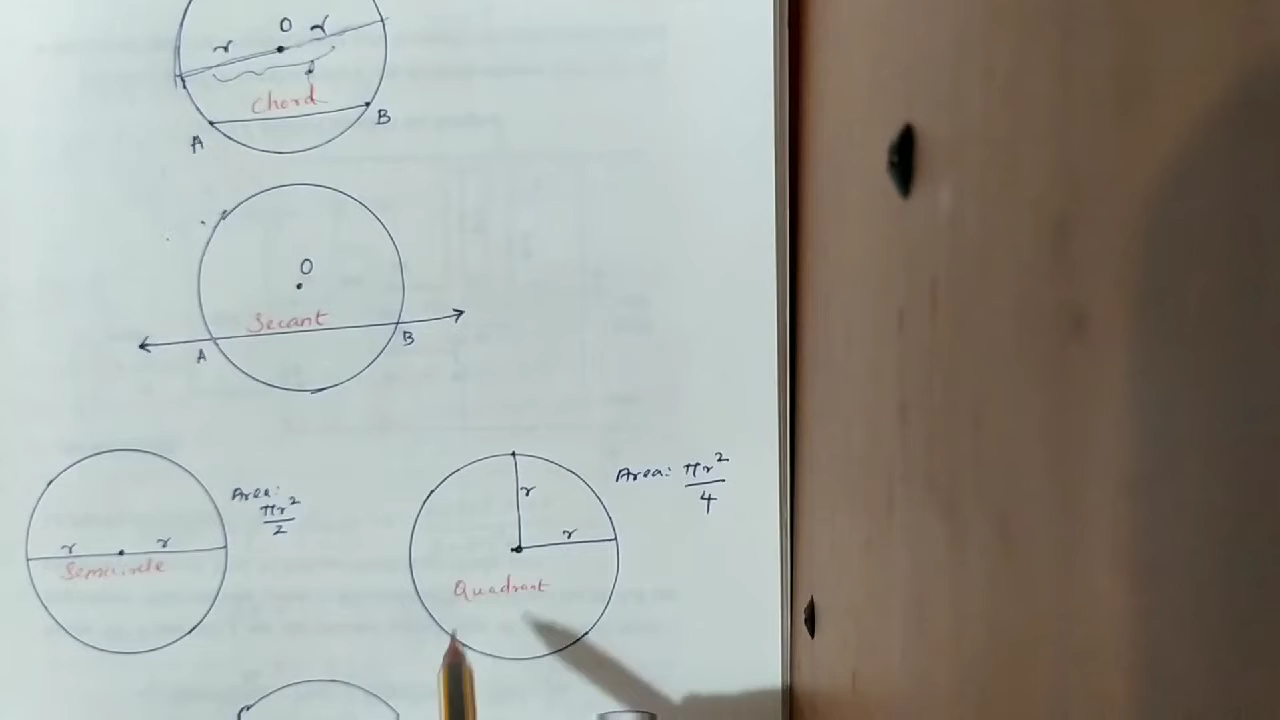 O
r r
d
Chord
A B
O
Secant
A B
Area: πr²/2
r r
Semicircle
Area: πr²/4
r
r
Quadrant